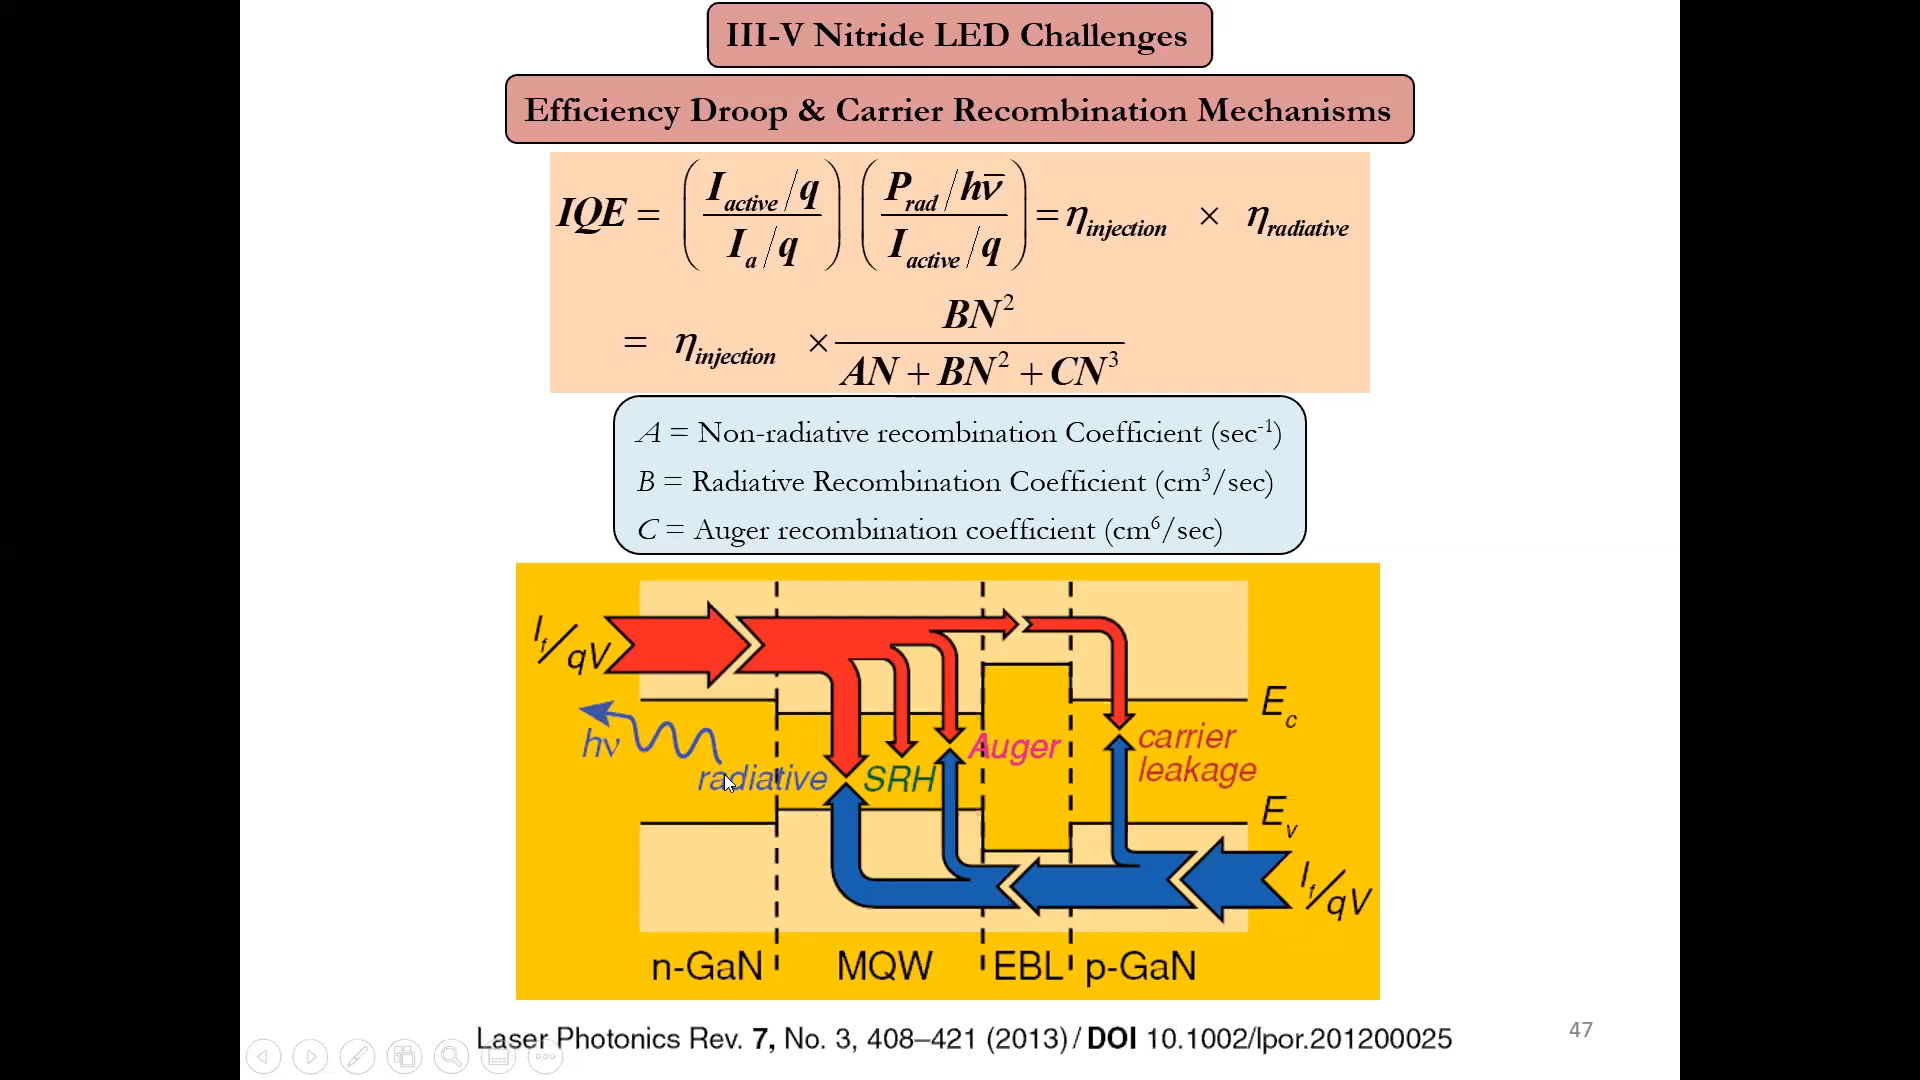 III-V Nitride LED Challenges
Efficiency Droop & Carrier Recombination Mechanisms
IQE = (I_active/q / I_a/q) (P_rad/hν̅ / I_active/q) = η_injection × η_radiative
= η_injection × BN² / AN + BN² + CN³
A = Non-radiative recombination Coefficient (sec⁻¹)
B = Radiative Recombination Coefficient (cm³/sec)
C = Auger recombination coefficient (cm⁶/sec)
I_f/qV
E_c
hν
Auger
carrier
leakage
radiative
SRH
E_v
I_f/qV
n-GaN
MQW
EBL
p-GaN
Laser Photonics Rev. 7, No. 3, 408–421 (2013) / DOI 10.1002/lpor.201200025
47